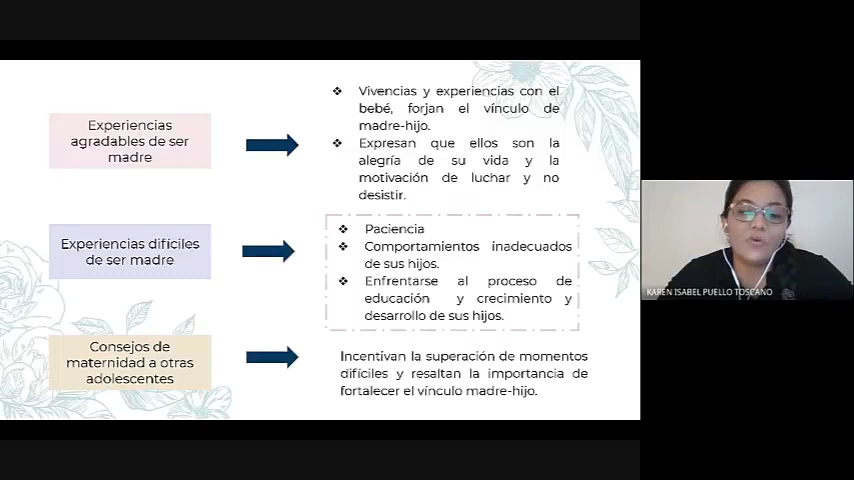 Experiencias
agradables de ser
madre
❖ Vivencias y experiencias con el
bebé, forjan el vínculo de
madre-hijo.
❖ Expresan que ellos son la
alegría de su vida y la
motivación de luchar y no
desistir.
Experiencias difíciles
de ser madre
❖ Paciencia
❖ Comportamientos inadecuados
de sus hijos.
❖ Enfrentarse al proceso de
educación y crecimiento y
desarrollo de sus hijos.
Consejos de
maternidad a otras
adolescentes
Incentivan la superación de momentos
difíciles y resaltan la importancia de
fortalecer el vínculo madre-hijo.
KAREN ISABEL PUELLO TOSCANO